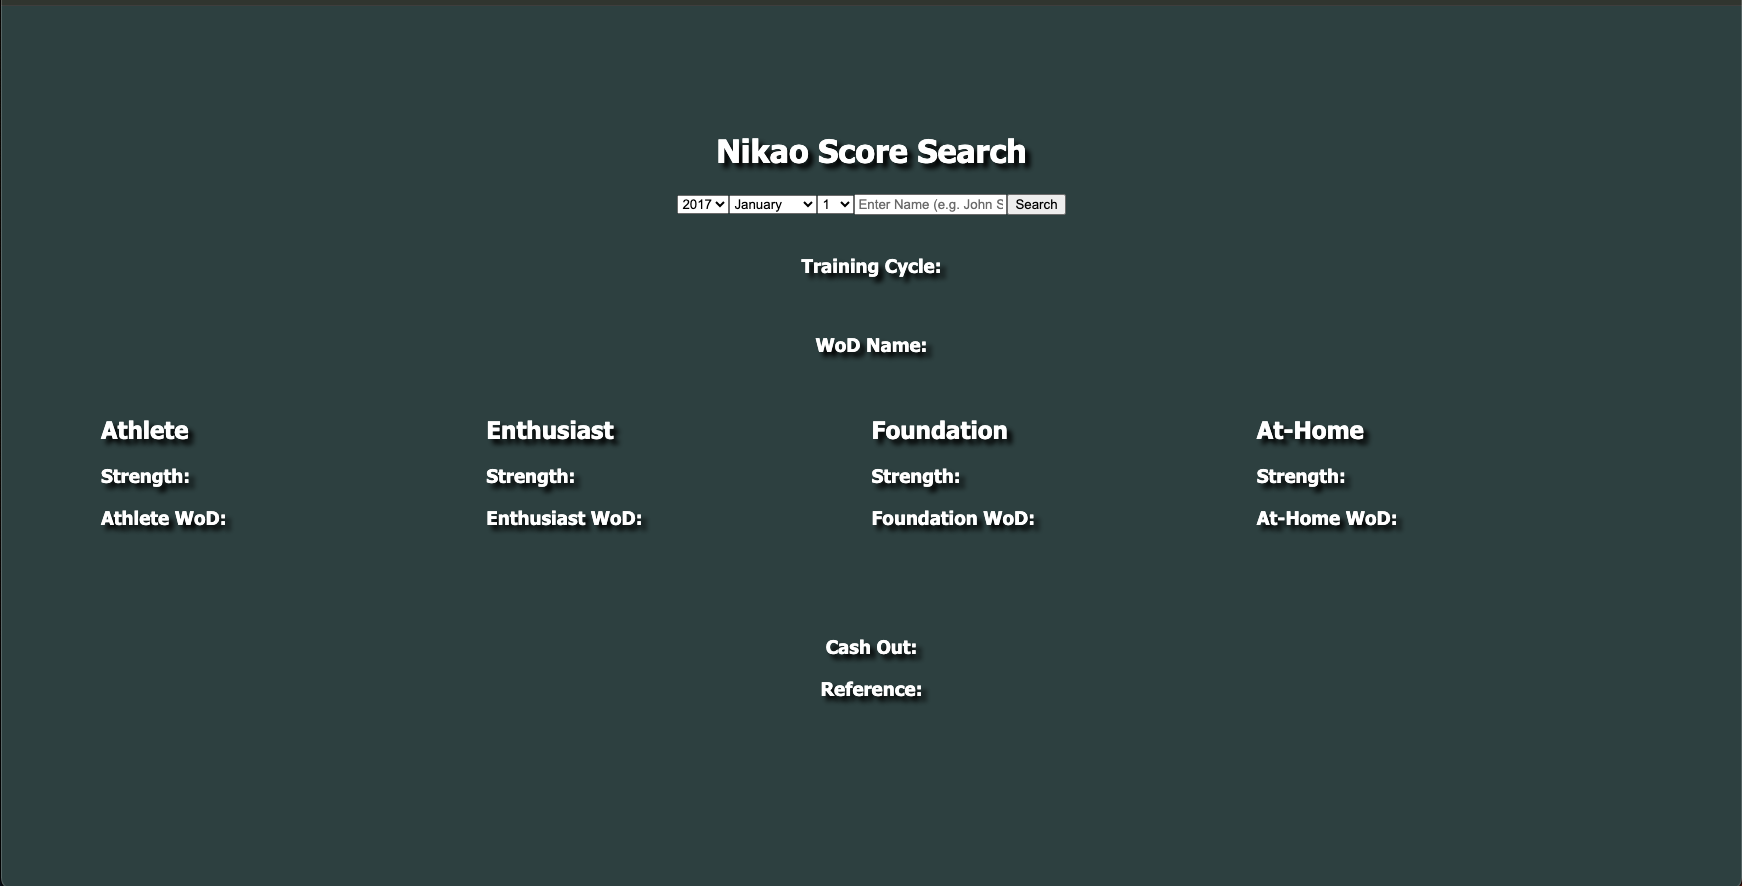 Nikao Score Search
2017 January 1 Enter Name (e.g. John S Search
Training Cycle:
WoD Name:
Athlete Enthusiast Foundation At-Home
Strength: Strength: Strength: Strength:
Athlete WoD: Enthusiast WoD: Foundation WoD: At-Home WoD:
Cash Out:
Reference: